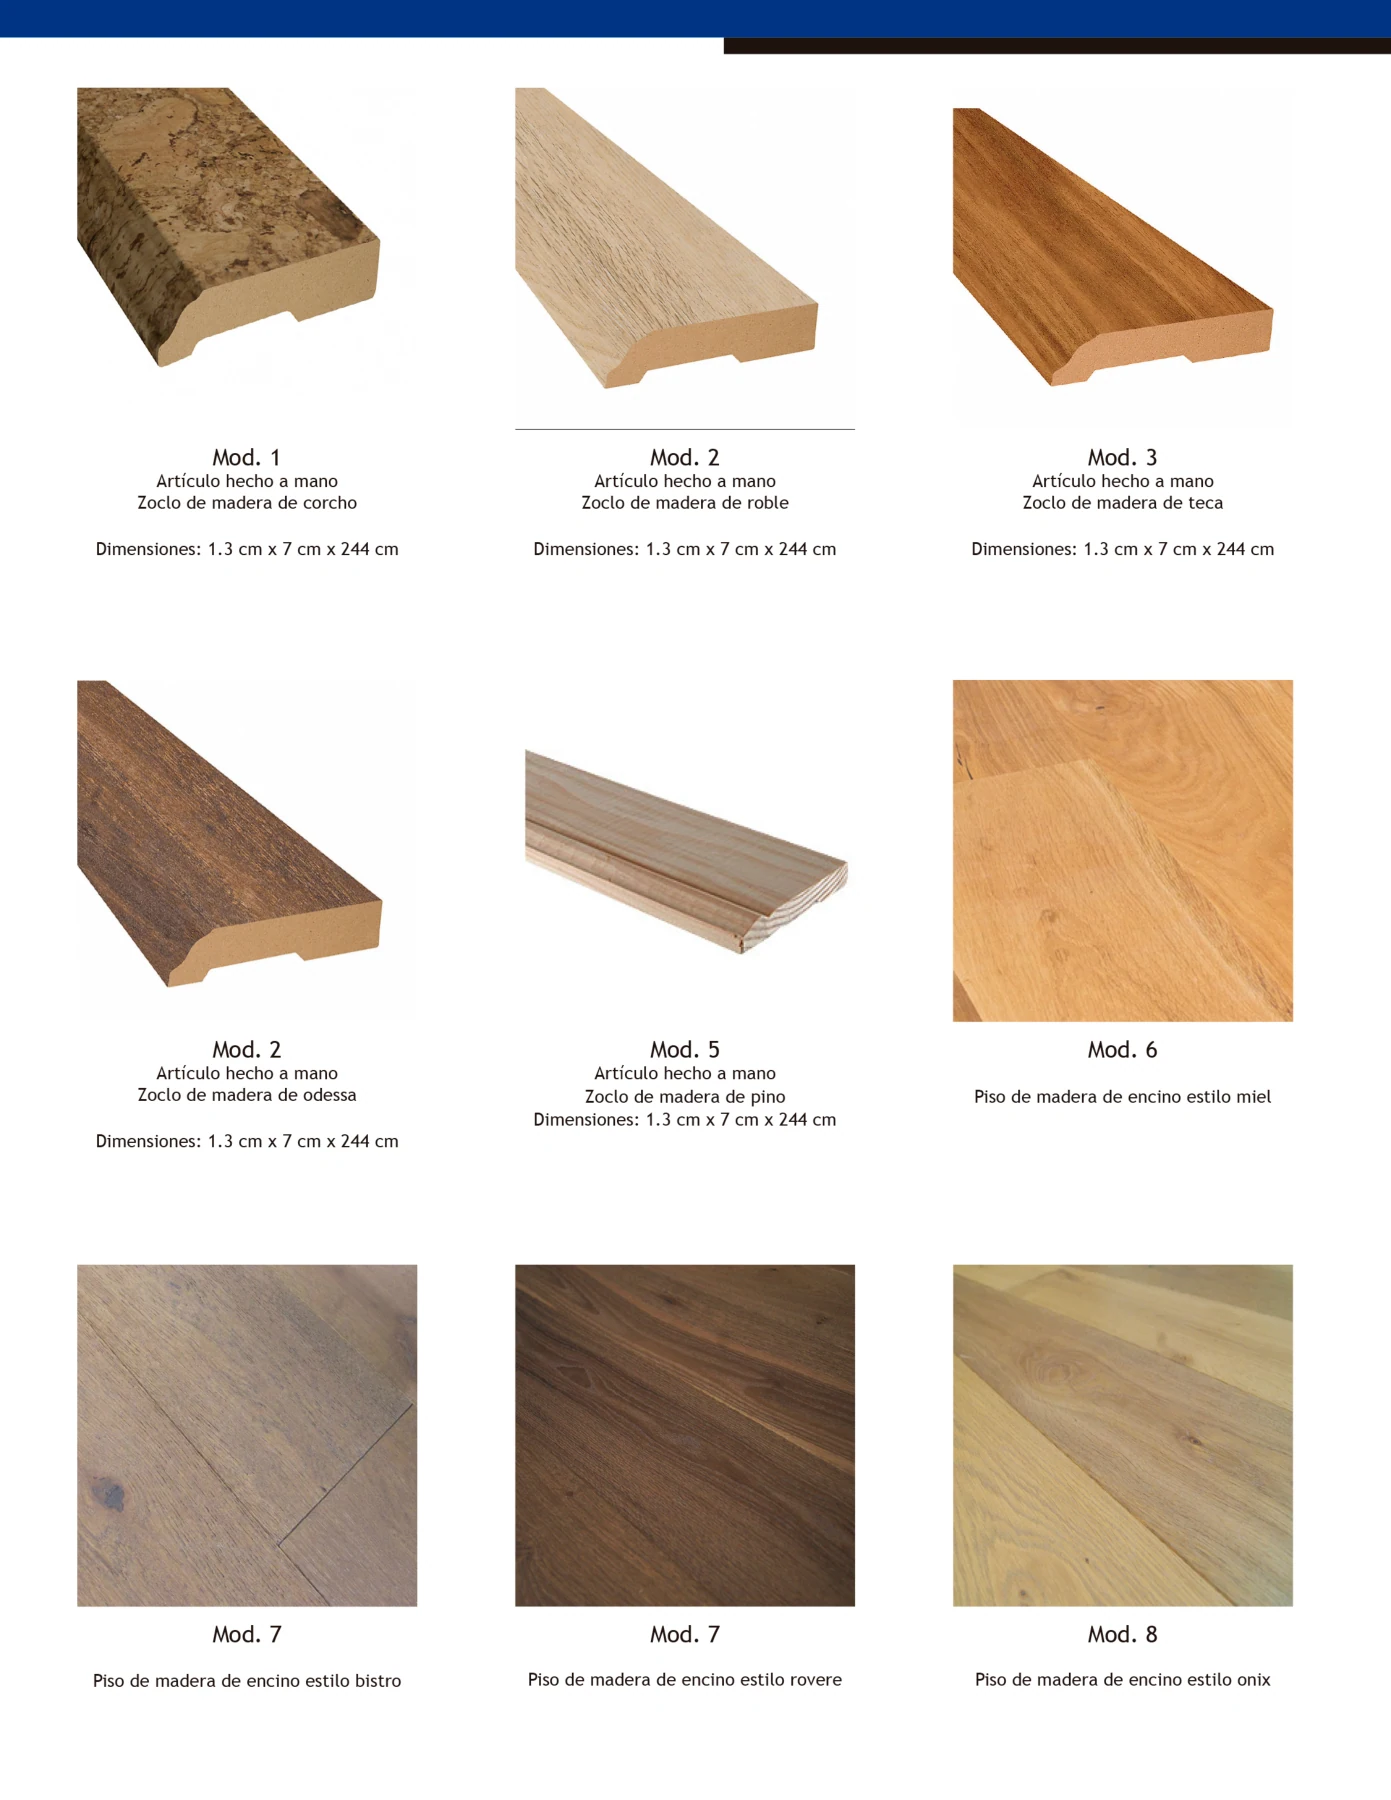 Mod. 1
Artículo hecho a mano
Zoclo de madera de corcho
Dimensiones: 1.3 cm x 7 cm x 244 cm
Mod. 2
Artículo hecho a mano
Zoclo de madera de roble
Dimensiones: 1.3 cm x 7 cm x 244 cm
Mod. 3
Artículo hecho a mano
Zoclo de madera de teca
Dimensiones: 1.3 cm x 7 cm x 244 cm
Mod. 2
Artículo hecho a mano
Zoclo de madera de odessa
Dimensiones: 1.3 cm x 7 cm x 244 cm
Mod. 5
Artículo hecho a mano
Zoclo de madera de pino
Dimensiones: 1.3 cm x 7 cm x 244 cm
Mod. 6
Piso de madera de encino estilo miel
Mod. 7
Piso de madera de encino estilo bistro
Mod. 7
Piso de madera de encino estilo rovere
Mod. 8
Piso de madera de encino estilo onix